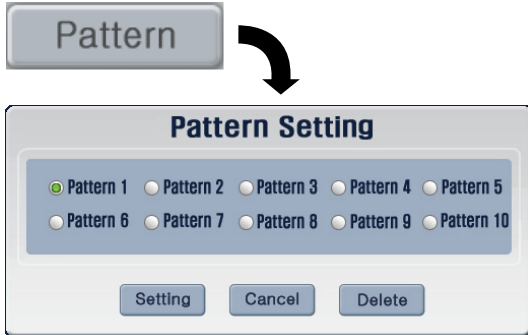 Pattern
Pattern Setting
Pattern 1 Pattern 2 Pattern 3 Pattern 4 Pattern 5
Pattern 6 Pattern 7 Pattern 8 Pattern 9 Pattern 10
Setting Cancel Delete